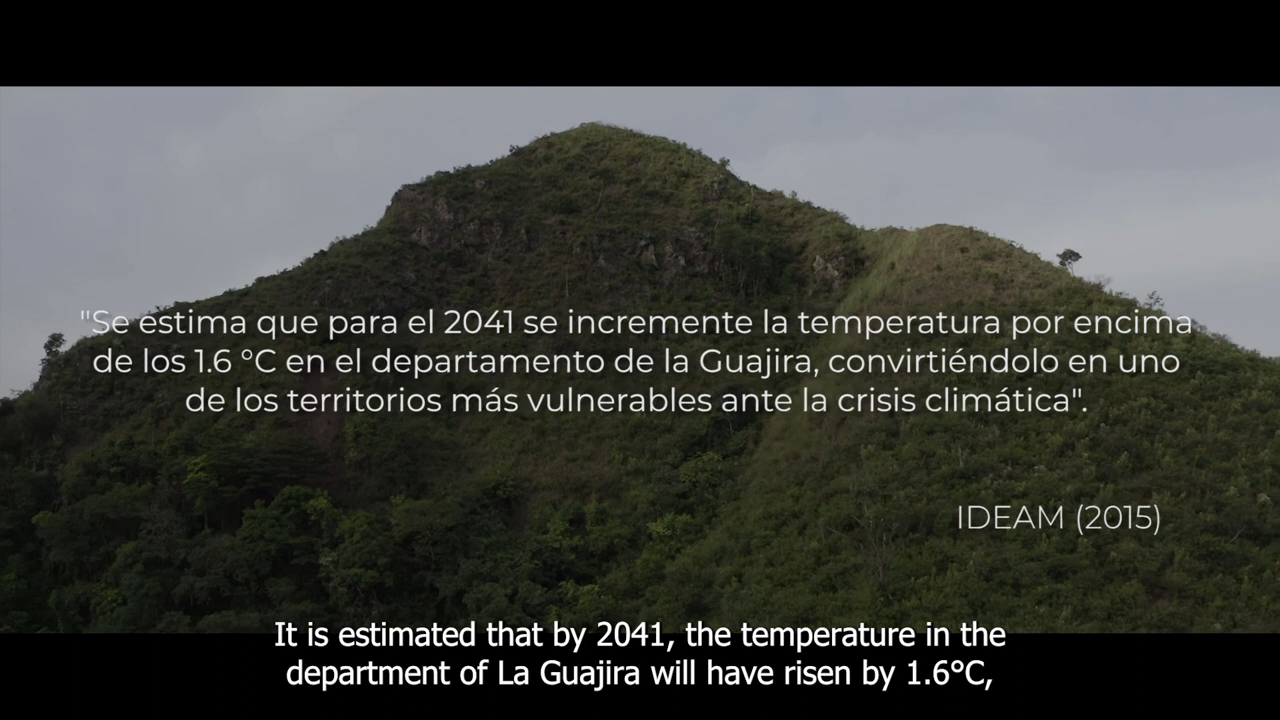 "Se estima que para el 2041 se incremente la temperatura por encima
de los 1.6 °C en el departamento de la Guajira, convirtiéndolo en uno
de los territorios más vulnerables ante la crisis climática".
IDEAM (2015)
It is estimated that by 2041, the temperature in the
department of La Guajira will have risen by 1.6°C,